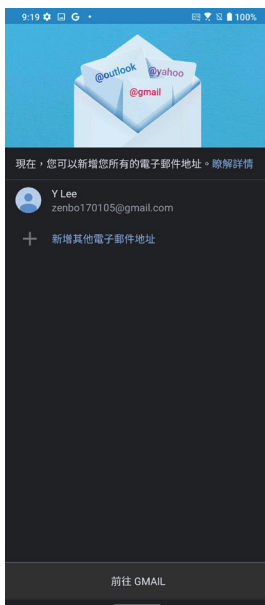 9:19 G •
100%
@outlook
@yahoo
@gmail
現在，您可以新增您所有的電子郵件地址。瞭解詳情
Y Lee
zenbo170105@gmail.com
新增其他電子郵件地址
前往 GMAIL